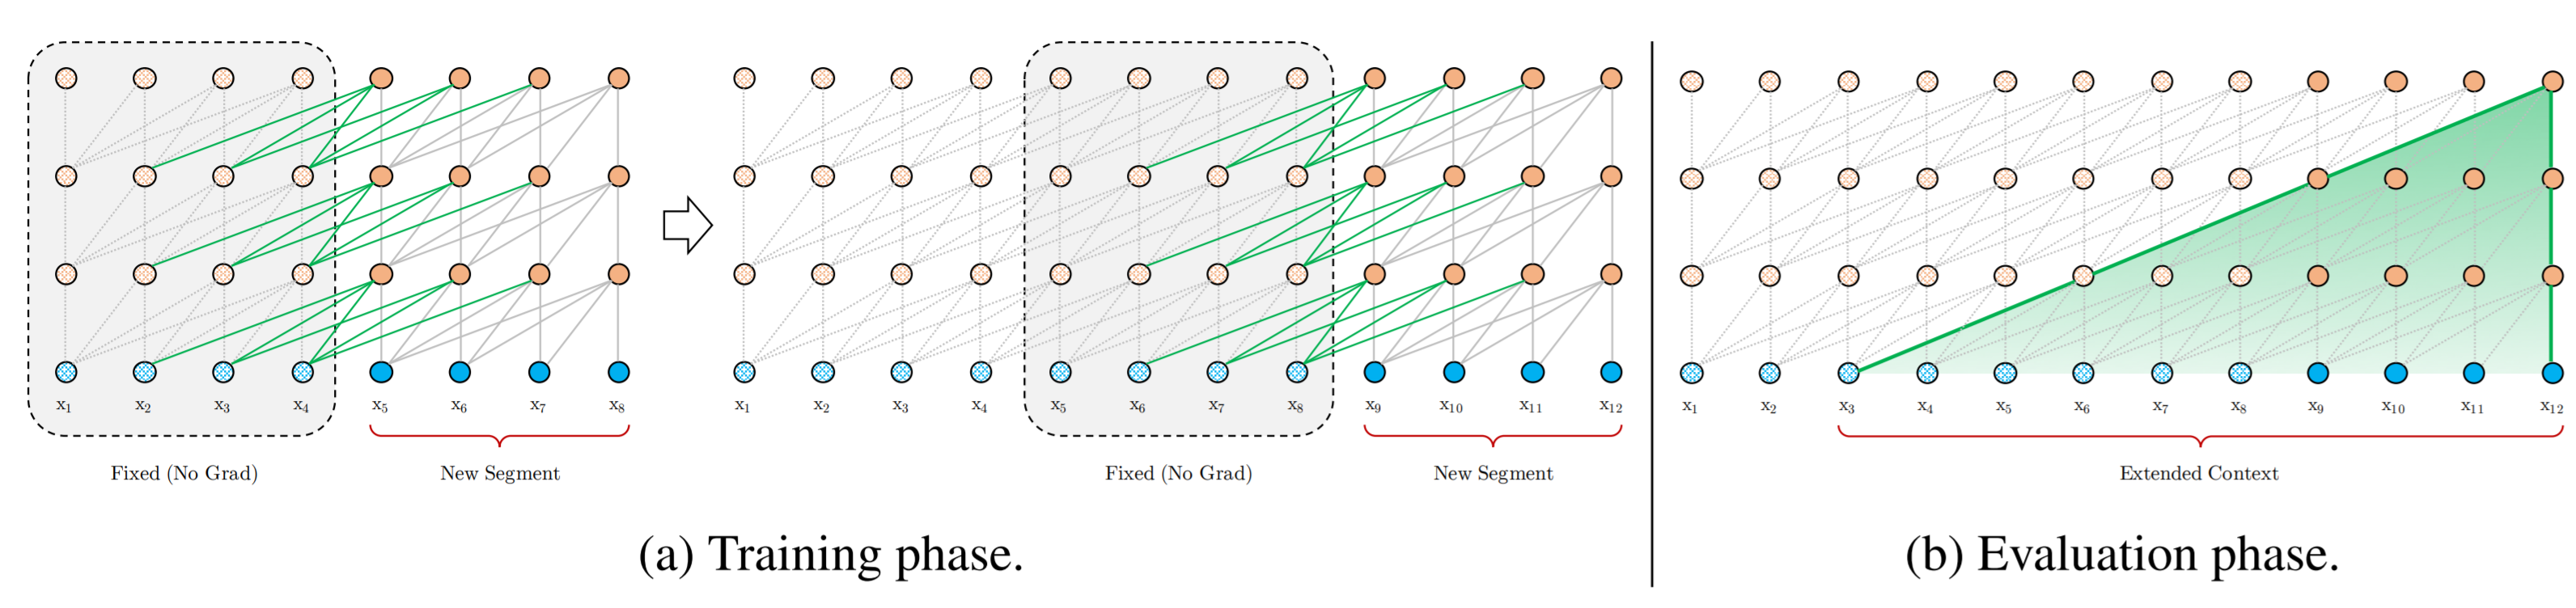 x₁ x₂ x₃ x₄ x₅ x₆ x₇ x₈
Fixed (No Grad) New Segment
x₁ x₂ x₃ x₄ x₅ x₆ x₇ x₈ x₉ x₁₀ x₁₁ x₁₂
Fixed (No Grad) New Segment
(a) Training phase.
x₁ x₂ x₃ x₄ x₅ x₆ x₇ x₈ x₉ x₁₀ x₁₁ x₁₂
Extended Context
(b) Evaluation phase.